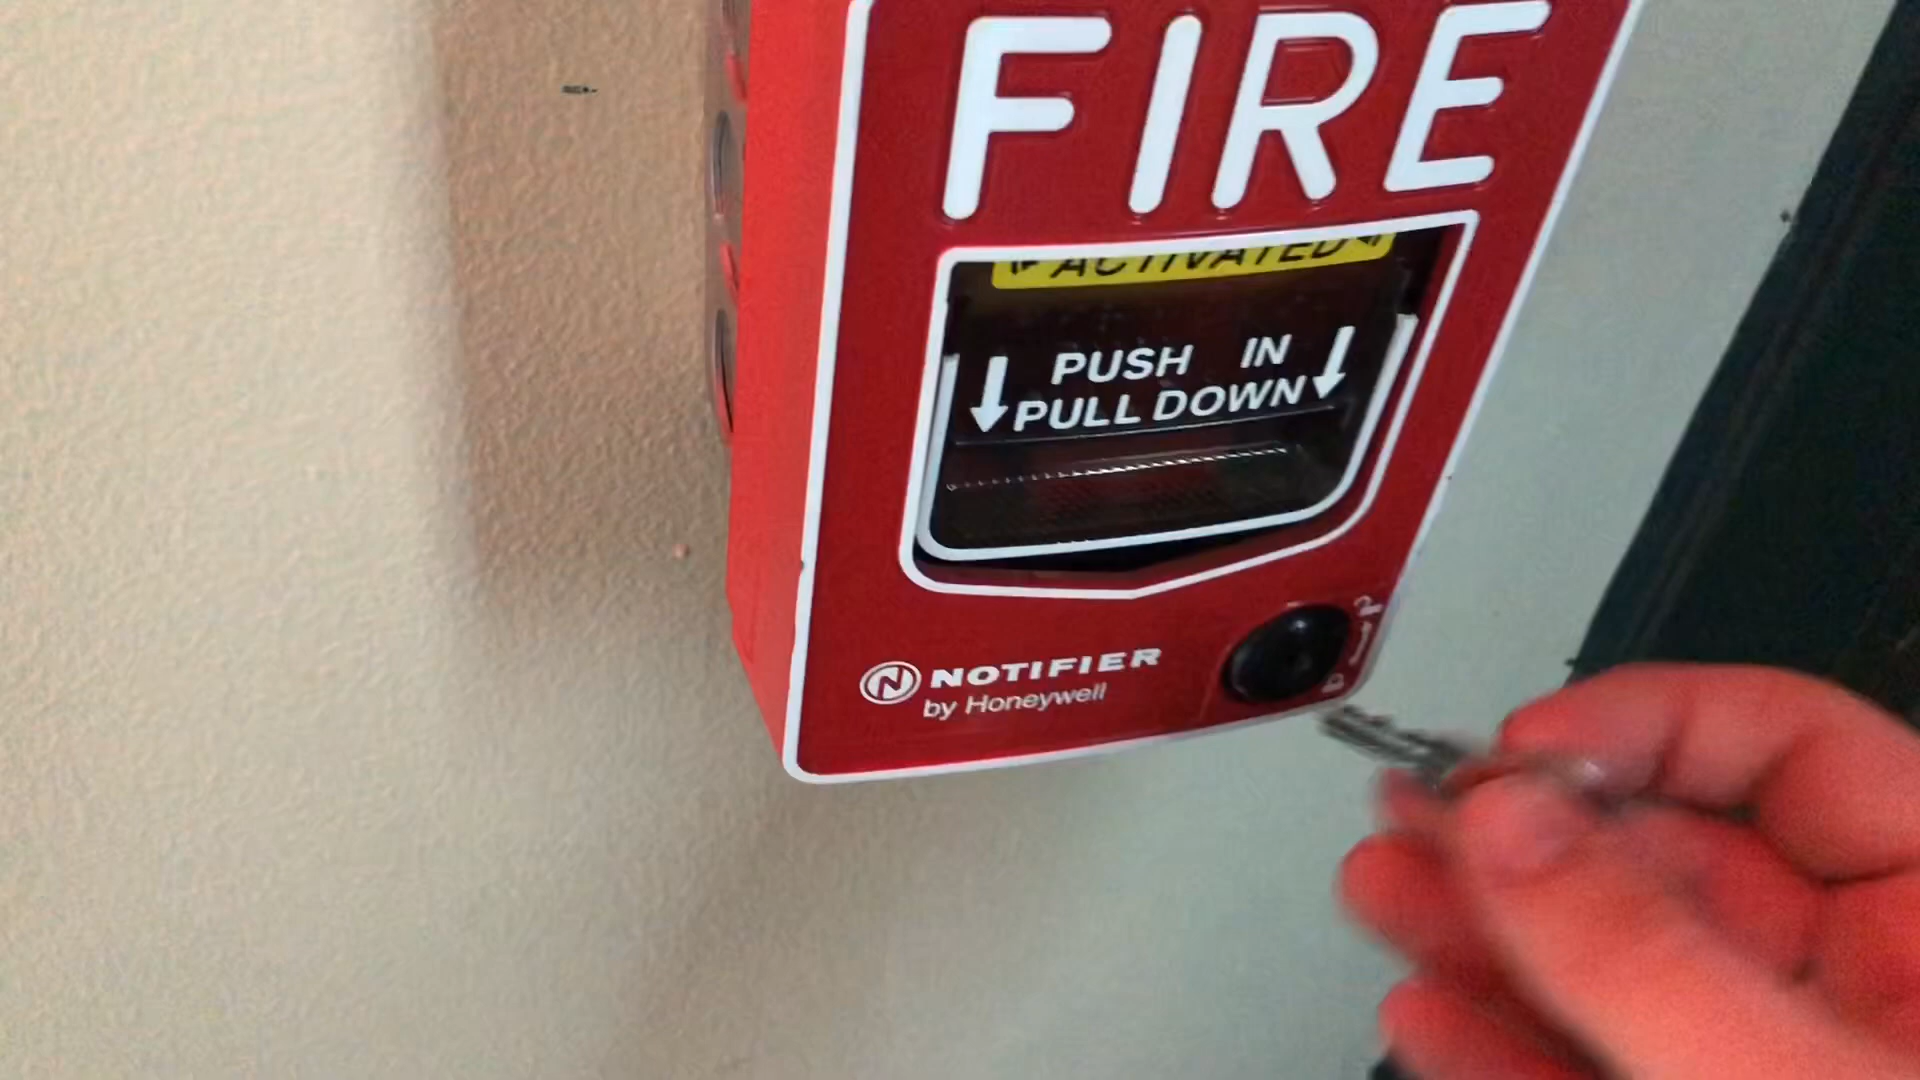 FIRE
ACTIVATED
PUSH IN
PULL DOWN
N NOTIFIER
by Honeywell